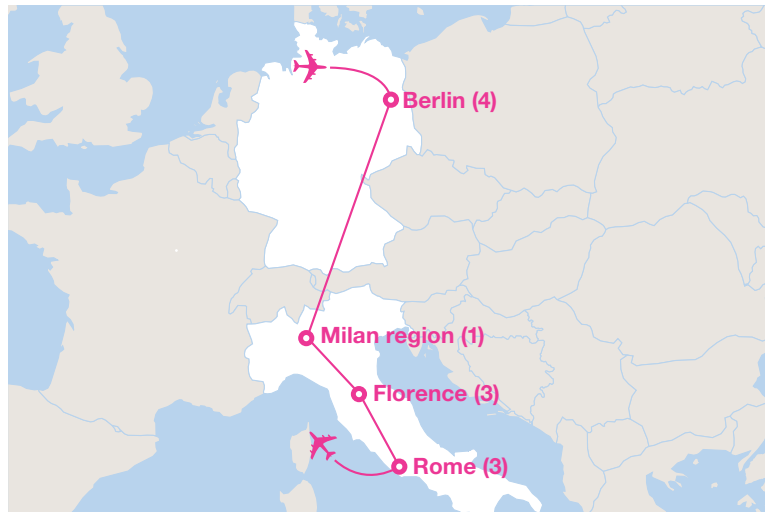 Berlin (4)
Milan region (1)
Florence (3)
Rome (3)